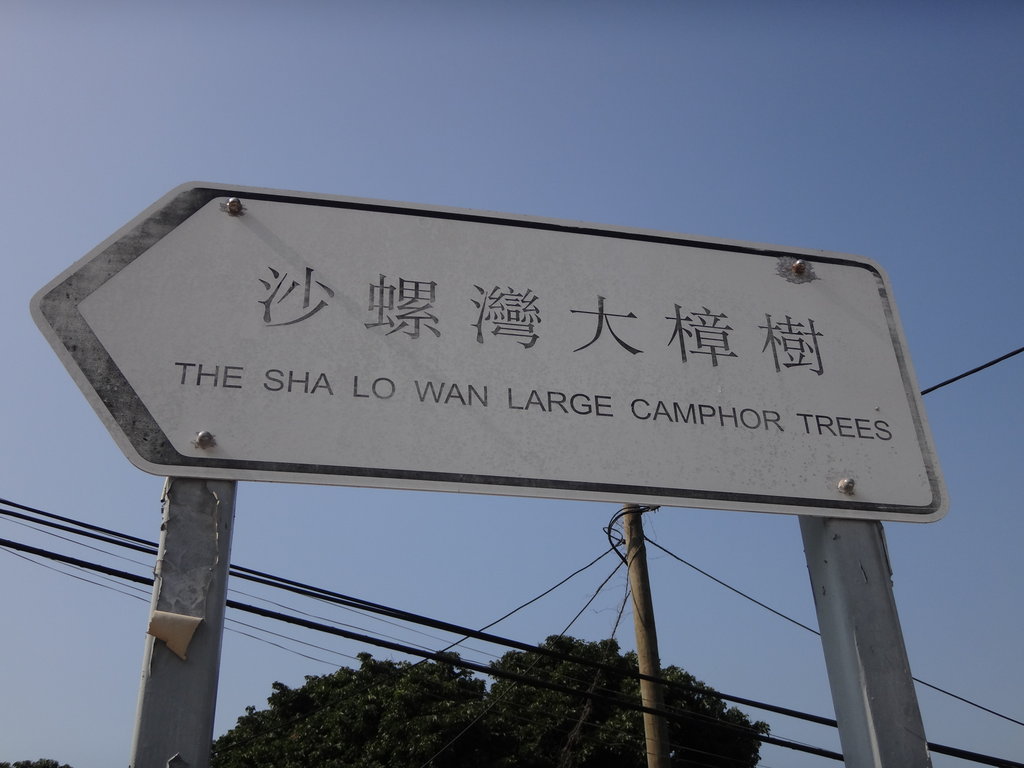 沙螺灣大樟樹
THE SHA LO WAN LARGE CAMPHOR TREES